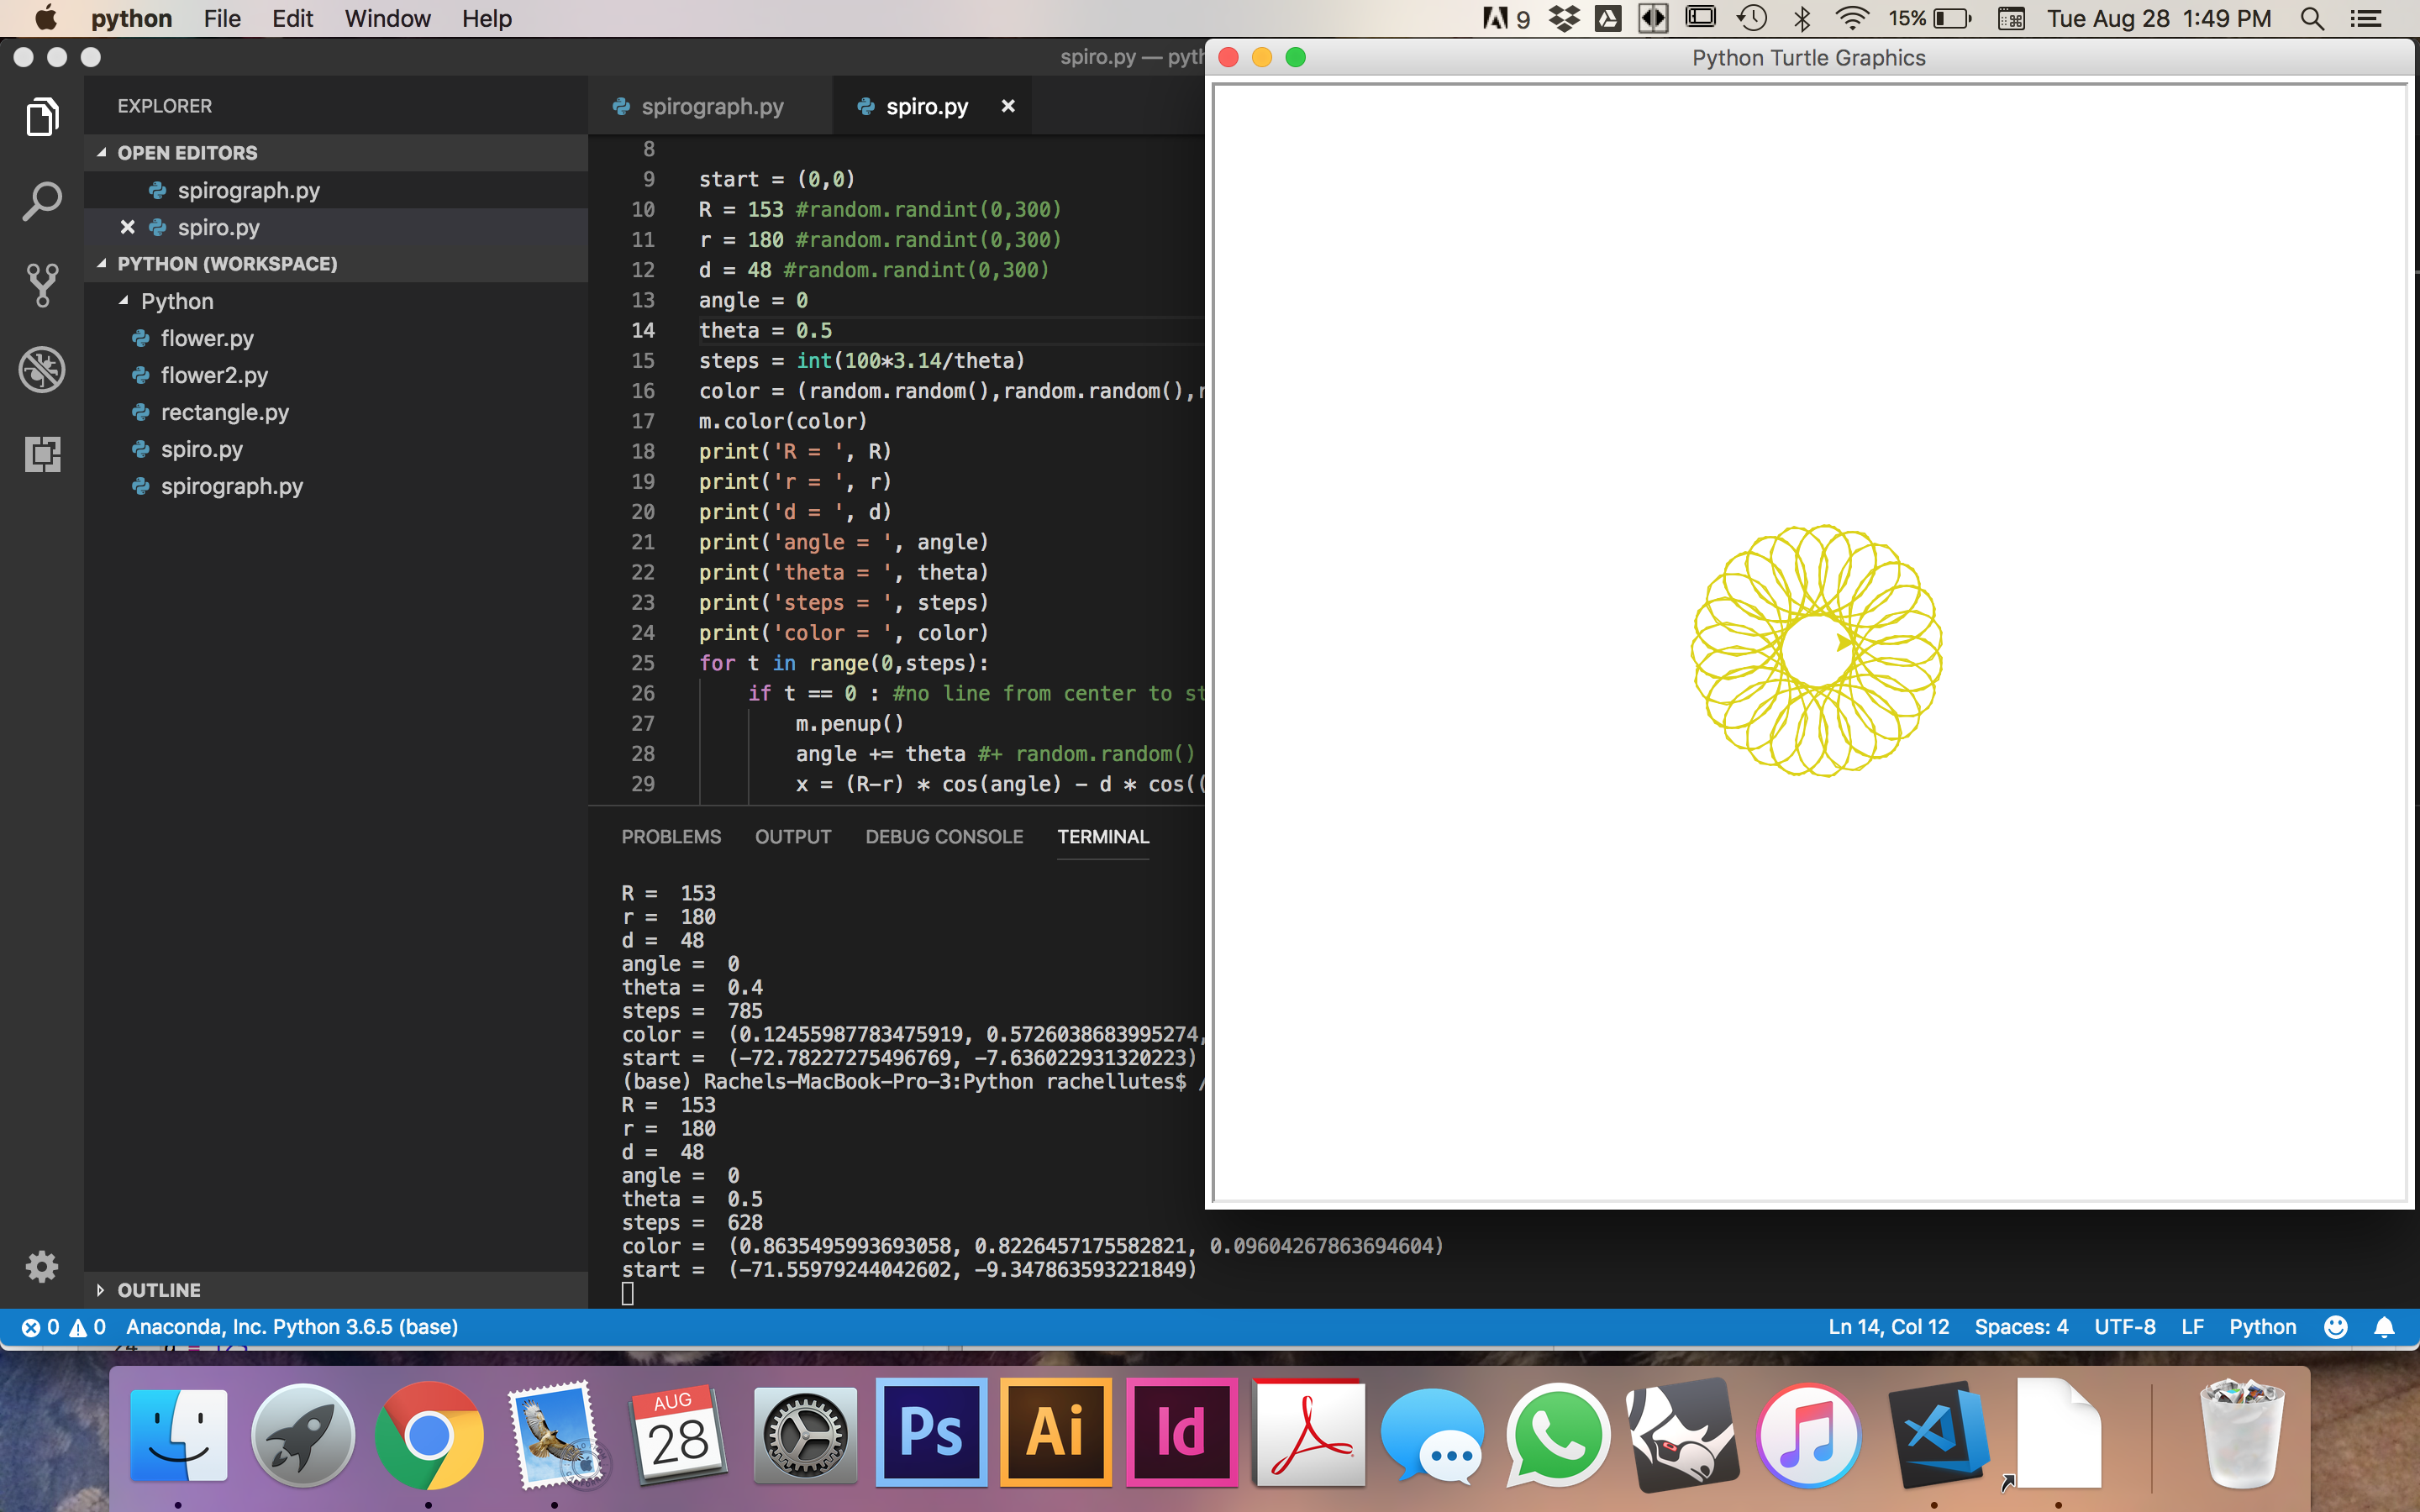 python File Edit Window Help
9 15% Tue Aug 28 1:49 PM
spiro.py — pyth
Python Turtle Graphics
EXPLORER
OPEN EDITORS
spirograph.py
spiro.py
PYTHON (WORKSPACE)
Python
flower.py
flower2.py
rectangle.py
spiro.py
spirograph.py
OUTLINE
spirograph.py spiro.py
8
9 start = (0,0)
10 R = 153 #random.randint(0,300)
11 r = 180 #random.randint(0,300)
12 d = 48 #random.randint(0,300)
13 angle = 0
14 theta = 0.5
15 steps = int(100*3.14/theta)
16 color = (random.random(),random.random(),r
17 m.color(color)
18 print('R = ', R)
19 print('r = ', r)
20 print('d = ', d)
21 print('angle = ', angle)
22 print('theta = ', theta)
23 print('steps = ', steps)
24 print('color = ', color)
25 for t in range(0,steps):
26 if t == 0 : #no line from center to st
27 m.penup()
28 angle += theta #+ random.random()
29 x = (R-r) * cos(angle) - d * cos((
PROBLEMS OUTPUT DEBUG CONSOLE TERMINAL
R =  153
r =  180
d =  48
angle =  0
theta =  0.4
steps =  785
color =  (0.12455987783475919, 0.5726038683995274,
start =  (-72.78227275496769, -7.636022931320223)
(base) Rachels-MacBook-Pro-3:Python rachellutes$ /
R =  153
r =  180
d =  48
angle =  0
theta =  0.5
steps =  628
color =  (0.8635495993693058, 0.8226457175582821, 0.09604267863694604)
start =  (-71.55979244042602, -9.347863593221849)
0 0 Anaconda, Inc. Python 3.6.5 (base) Ln 14, Col 12 Spaces: 4 UTF-8 LF Python
AUG
28
Ps Ai Id